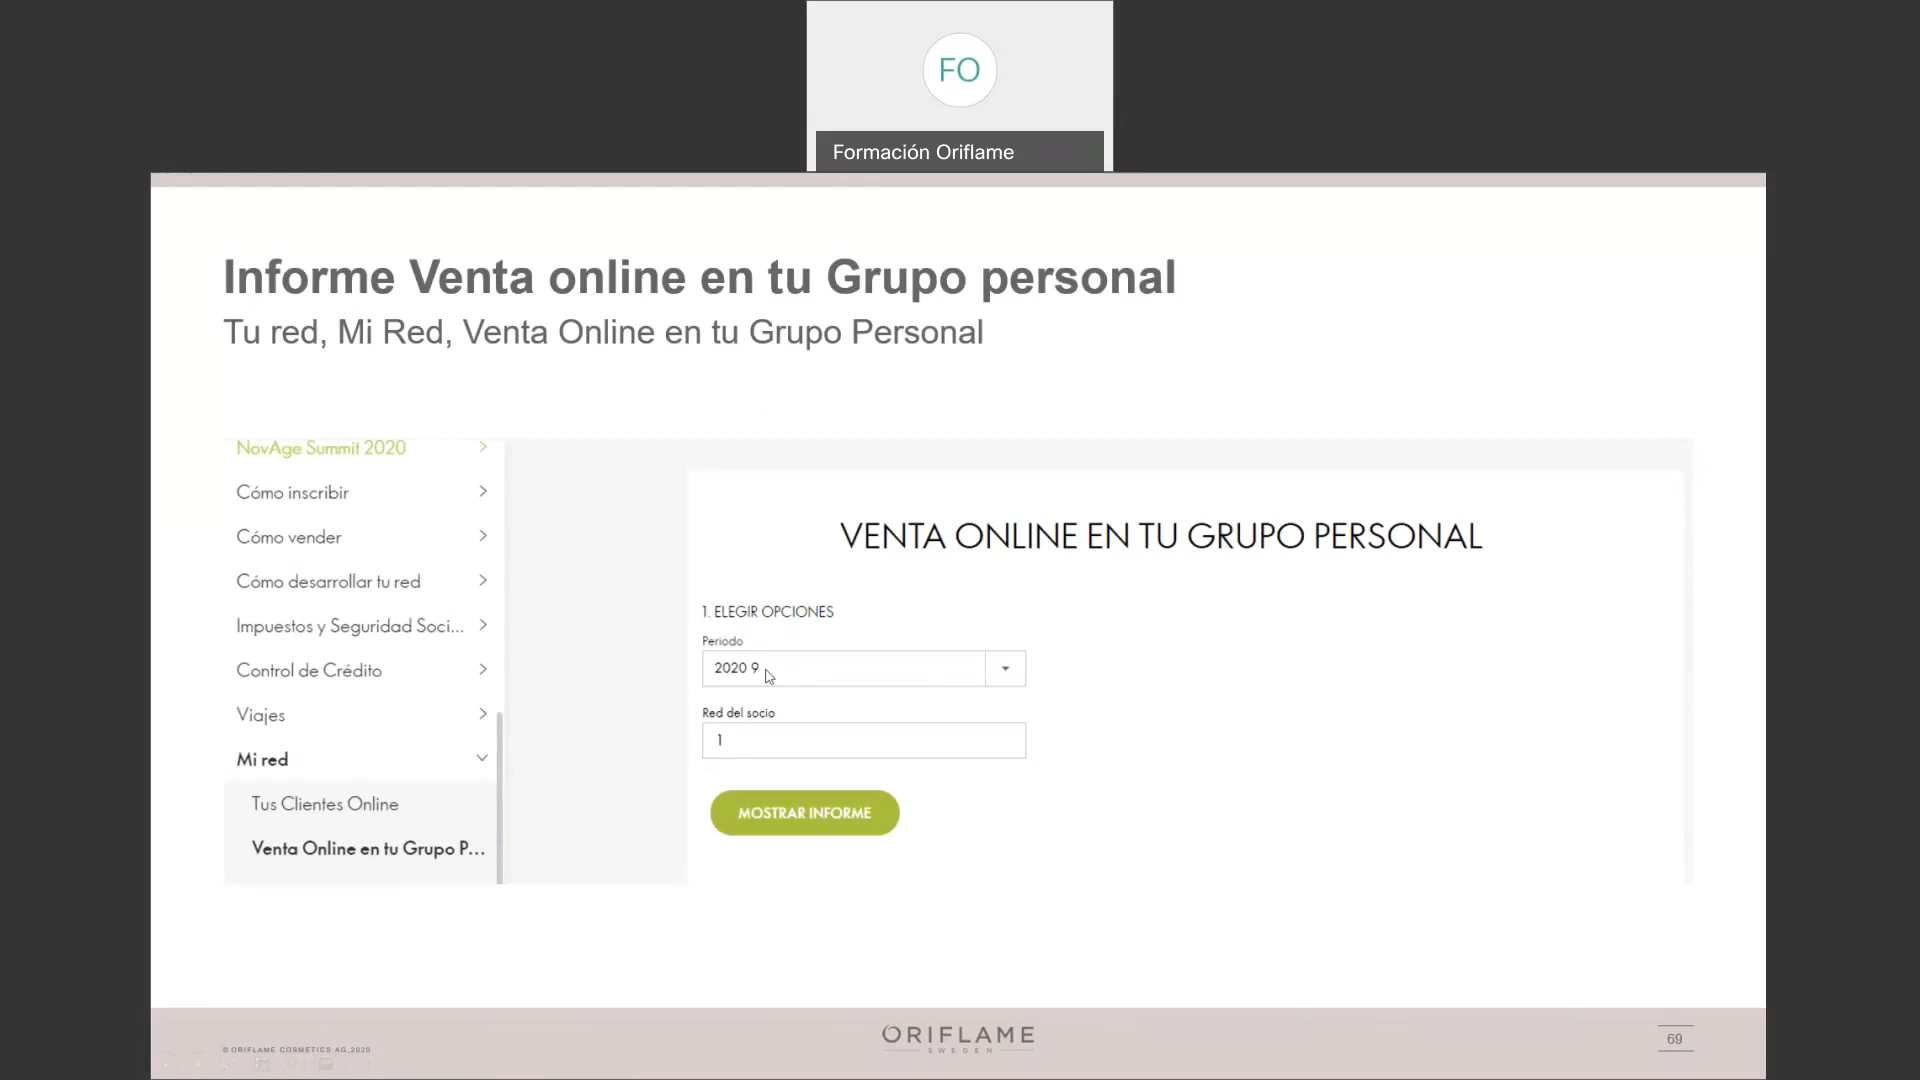 FO
Formación Oriflame
Informe Venta online en tu Grupo personal
Tu red, Mi Red, Venta Online en tu Grupo Personal
NovAge Summit 2020
Cómo inscribir
Cómo vender
Cómo desarrollar tu red
Impuestos y Seguridad Soci...
Control de Crédito
Viajes
Mi red
Tus Clientes Online
Venta Online en tu Grupo P...
VENTA ONLINE EN TU GRUPO PERSONAL
1. ELEGIR OPCIONES
Periodo
2020 9
Red del socio
1
MOSTRAR INFORME
© ORIFLAME COSMETICS AG,2020
ORIFLAME
SWEDEN
69